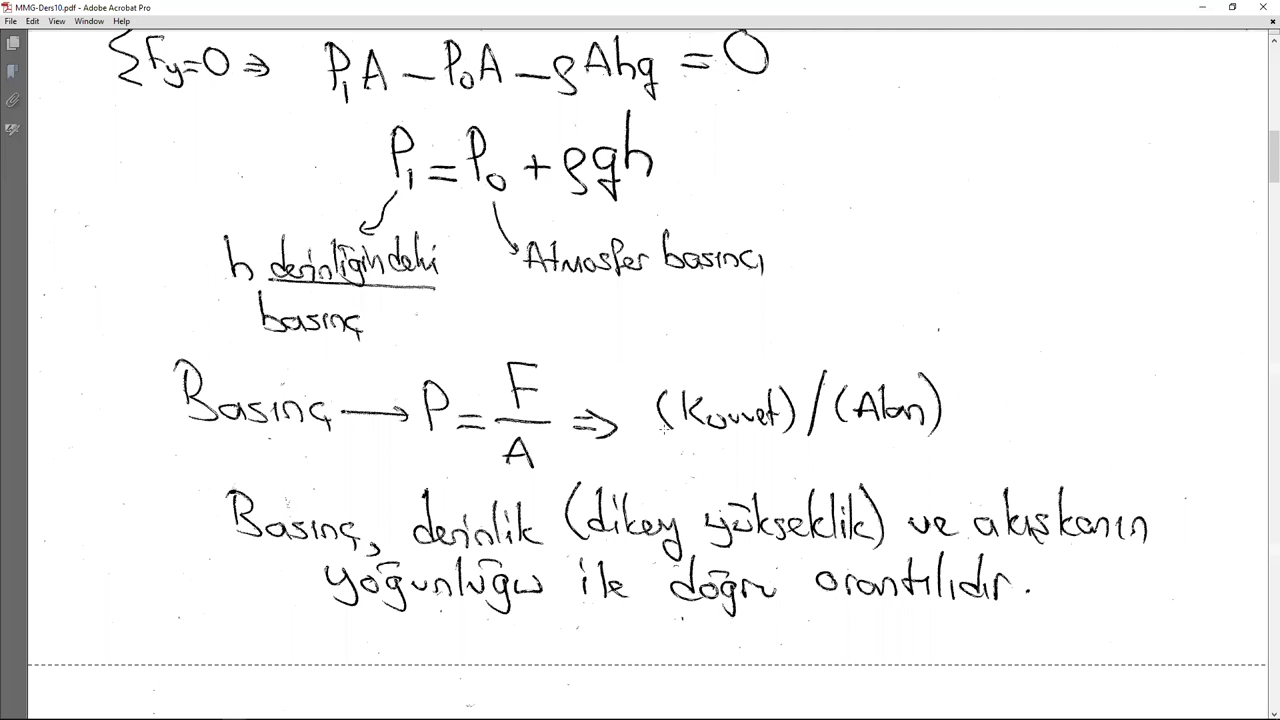 MMG-Ders10.pdf - Adobe Acrobat Pro
File Edit View Window Help
ΣFy=0 ⇒ P₁A - P₀A - ρAhg = 0
P₁ = P₀ + ρgh
h derinliğindeki Atmosfer basıncı
basınç
Basınç → P = F/A ⇒ (Kuvvet) / (Alan)
Basınç, derinlik (dikey yükseklik) ve akışkanın
yoğunluğu ile doğru orantılıdır.